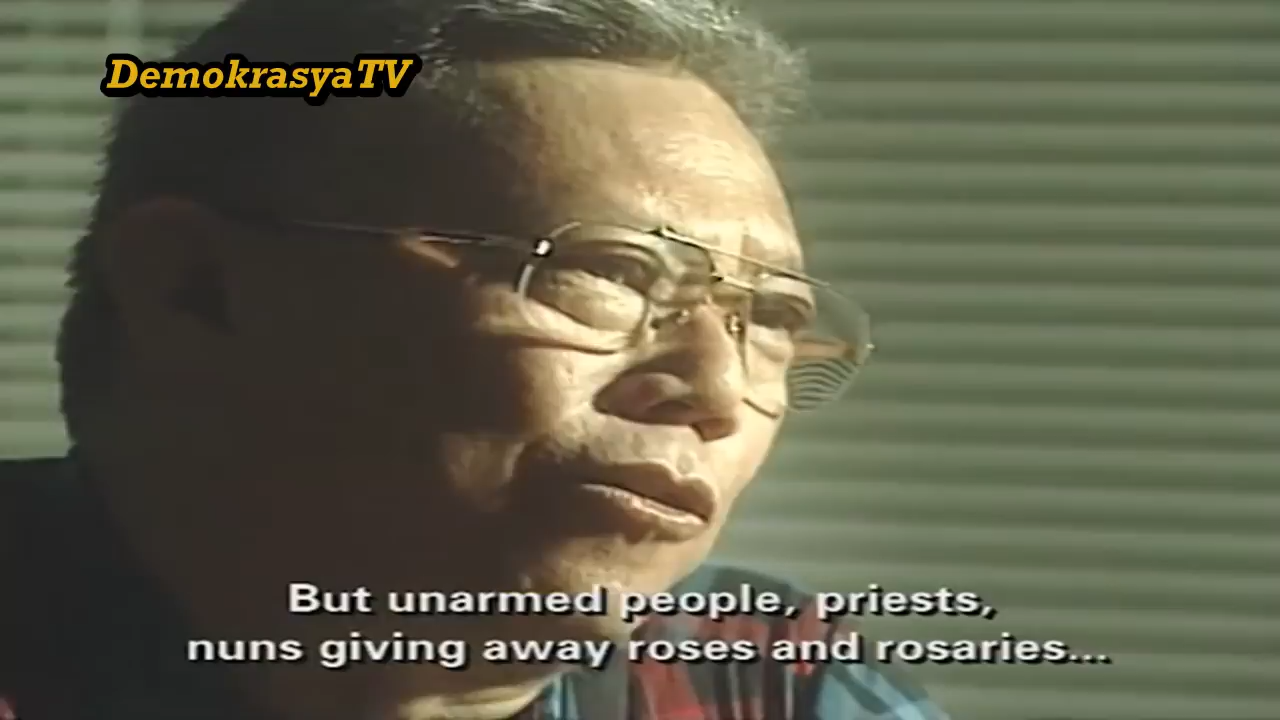 DemokrasyaTV
But unarmed people, priests,
nuns giving away roses and rosaries...